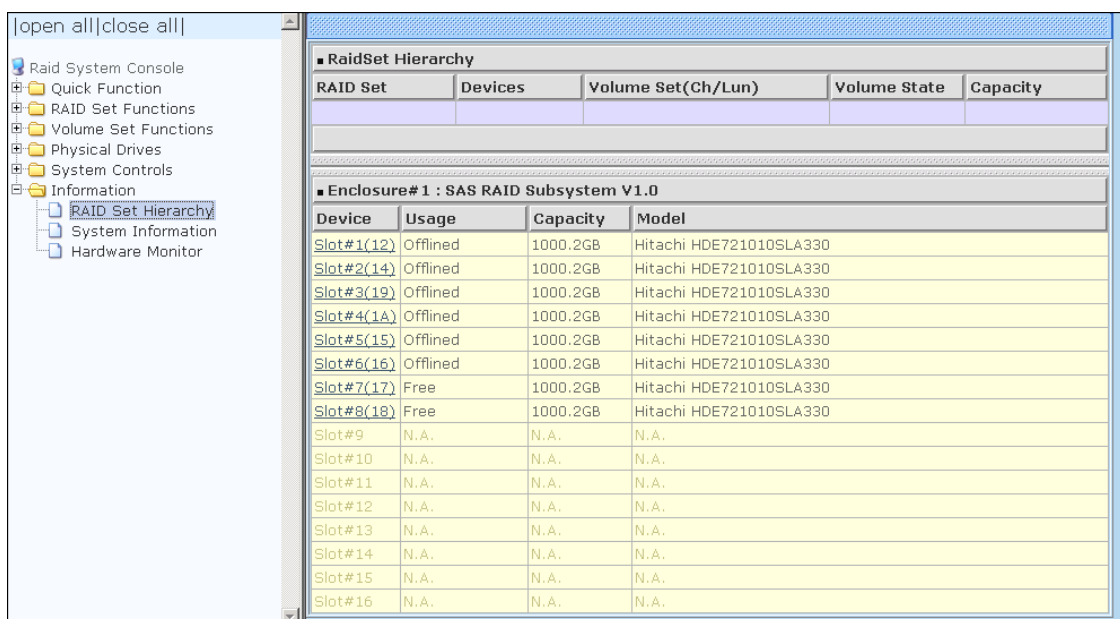 |open all|close all|
Raid System Console
Quick Function
RAID Set Functions
Volume Set Functions
Physical Drives
System Controls
Information
RAID Set Hierarchy
System Information
Hardware Monitor
RaidSet Hierarchy
RAID Set Devices Volume Set(Ch/Lun) Volume State Capacity
Enclosure#1 : SAS RAID Subsystem V1.0
Device Usage Capacity Model
Slot#1(12) Offlined 1000.2GB Hitachi HDE721010SLA330
Slot#2(14) Offlined 1000.2GB Hitachi HDE721010SLA330
Slot#3(19) Offlined 1000.2GB Hitachi HDE721010SLA330
Slot#4(1A) Offlined 1000.2GB Hitachi HDE721010SLA330
Slot#5(15) Offlined 1000.2GB Hitachi HDE721010SLA330
Slot#6(16) Offlined 1000.2GB Hitachi HDE721010SLA330
Slot#7(17) Free 1000.2GB Hitachi HDE721010SLA330
Slot#8(18) Free 1000.2GB Hitachi HDE721010SLA330
Slot#9 N.A. N.A. N.A.
Slot#10 N.A. N.A. N.A.
Slot#11 N.A. N.A. N.A.
Slot#12 N.A. N.A. N.A.
Slot#13 N.A. N.A. N.A.
Slot#14 N.A. N.A. N.A.
Slot#15 N.A. N.A. N.A.
Slot#16 N.A. N.A. N.A.